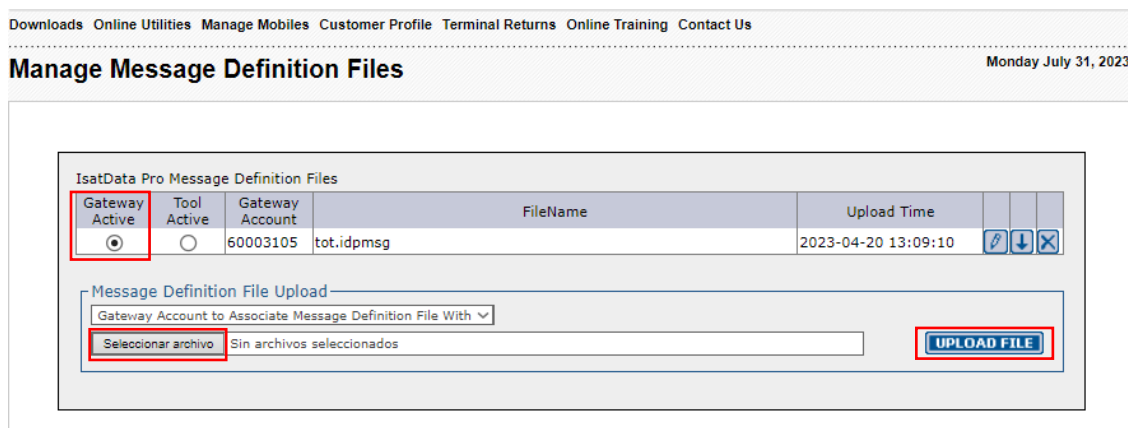 Downloads Online Utilities Manage Mobiles Customer Profile Terminal Returns Online Training Contact Us
Manage Message Definition Files
Monday July 31, 2023
IsatData Pro Message Definition Files
Gateway Active Tool Active Gateway Account FileName Upload Time
60003105 tot.idpmsg 2023-04-20 13:09:10
Message Definition File Upload
Gateway Account to Associate Message Definition File With
Seleccionar archivo Sin archivos seleccionados UPLOAD FILE